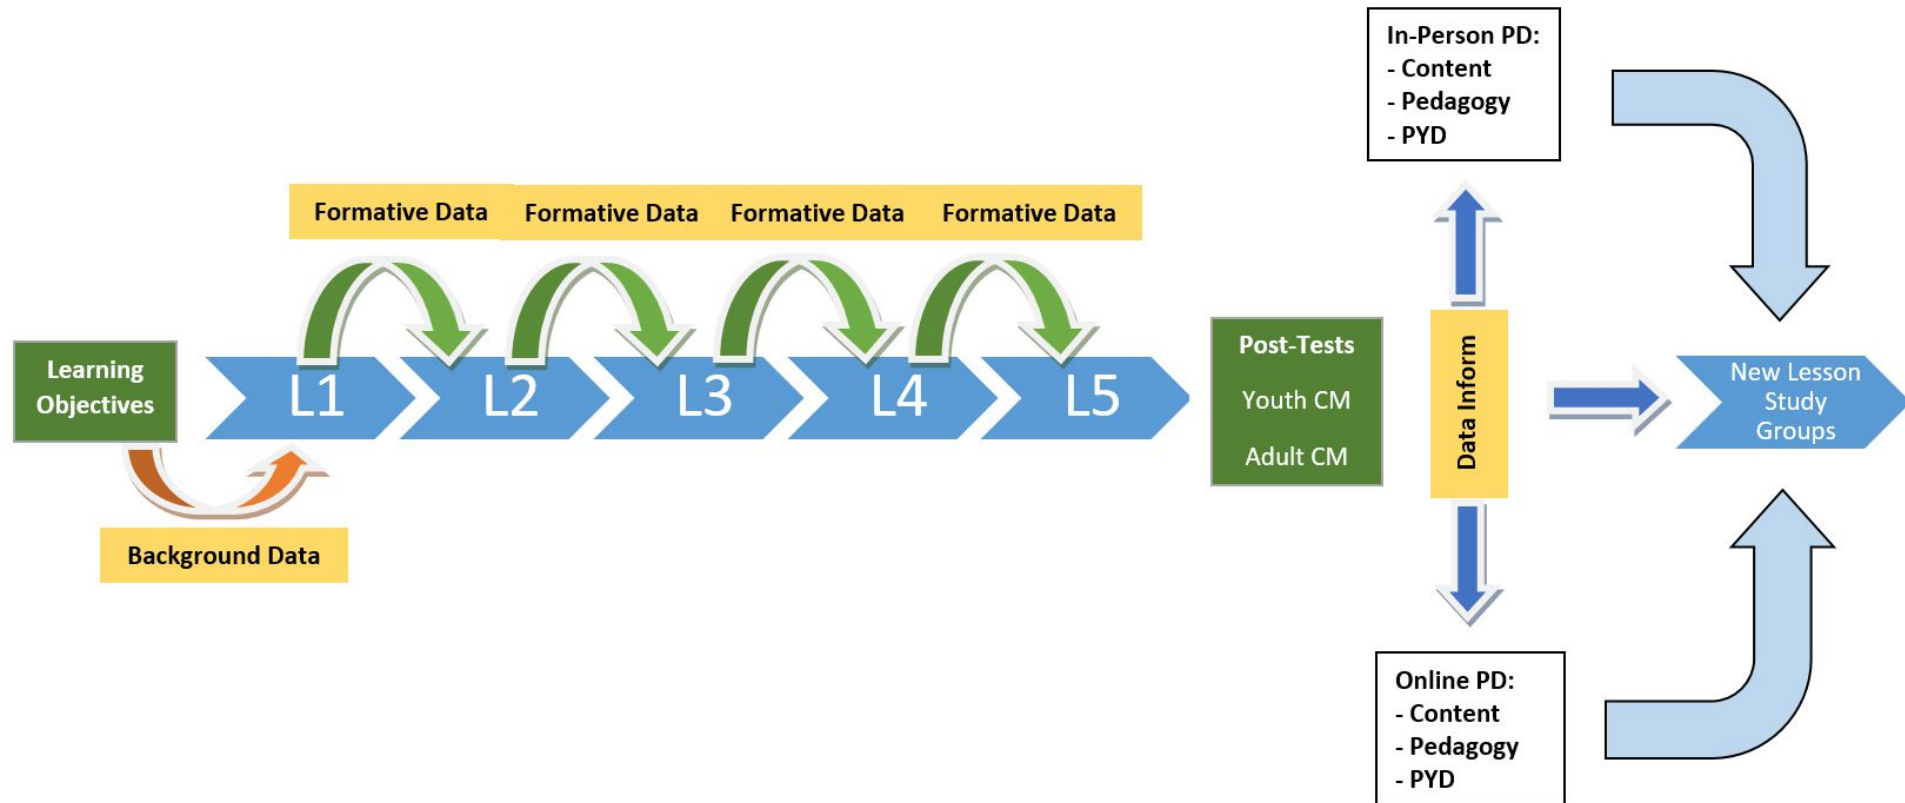 In-Person PD:
- Content
- Pedagogy
- PYD
Formative Data
Formative Data
Formative Data
Formative Data
Learning
Objectives
L1
L2
L3
L4
L5
Background Data
Post-Tests
Youth CM
Adult CM
Data Inform
New Lesson
Study
Groups
Online PD:
- Content
- Pedagogy
- PYD